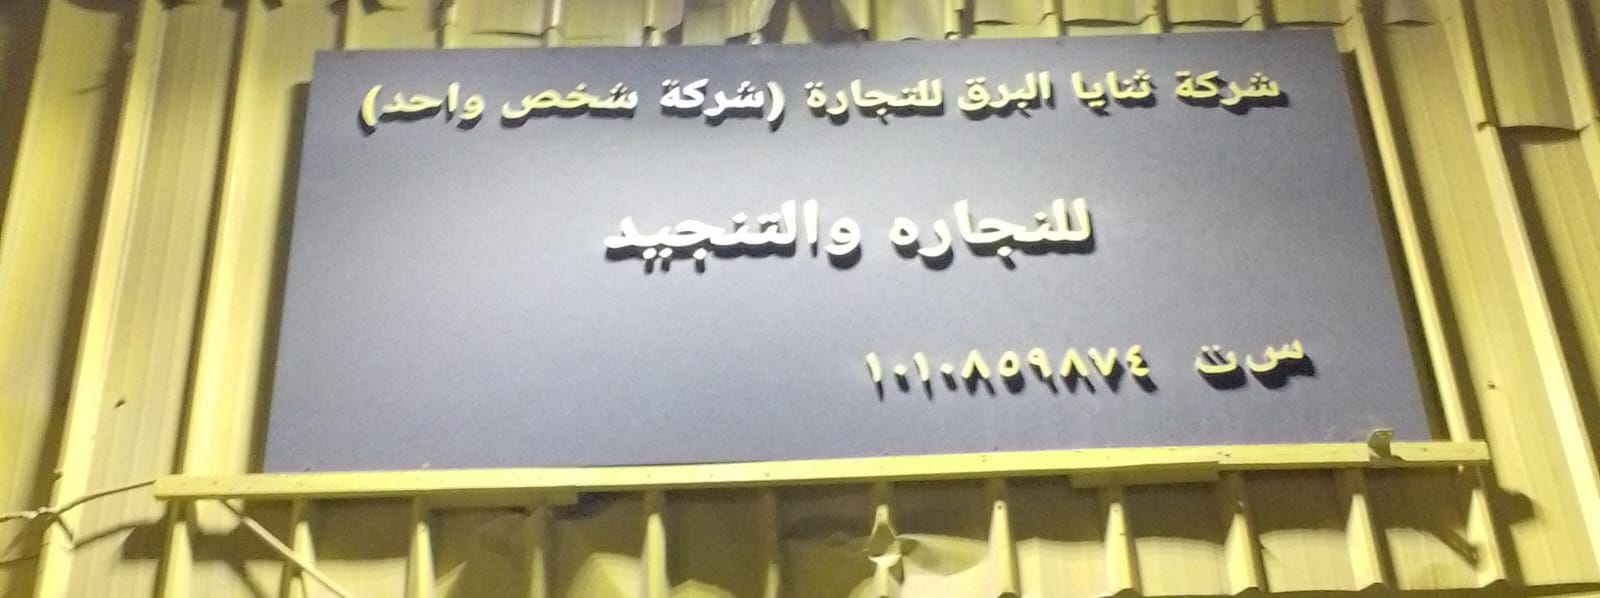 شركة ثنايا البرق للتجارة (شركة شخص واحد)
للنجاره والتنجيد
س ت ١٠١٠٨٥٩٨٧٤